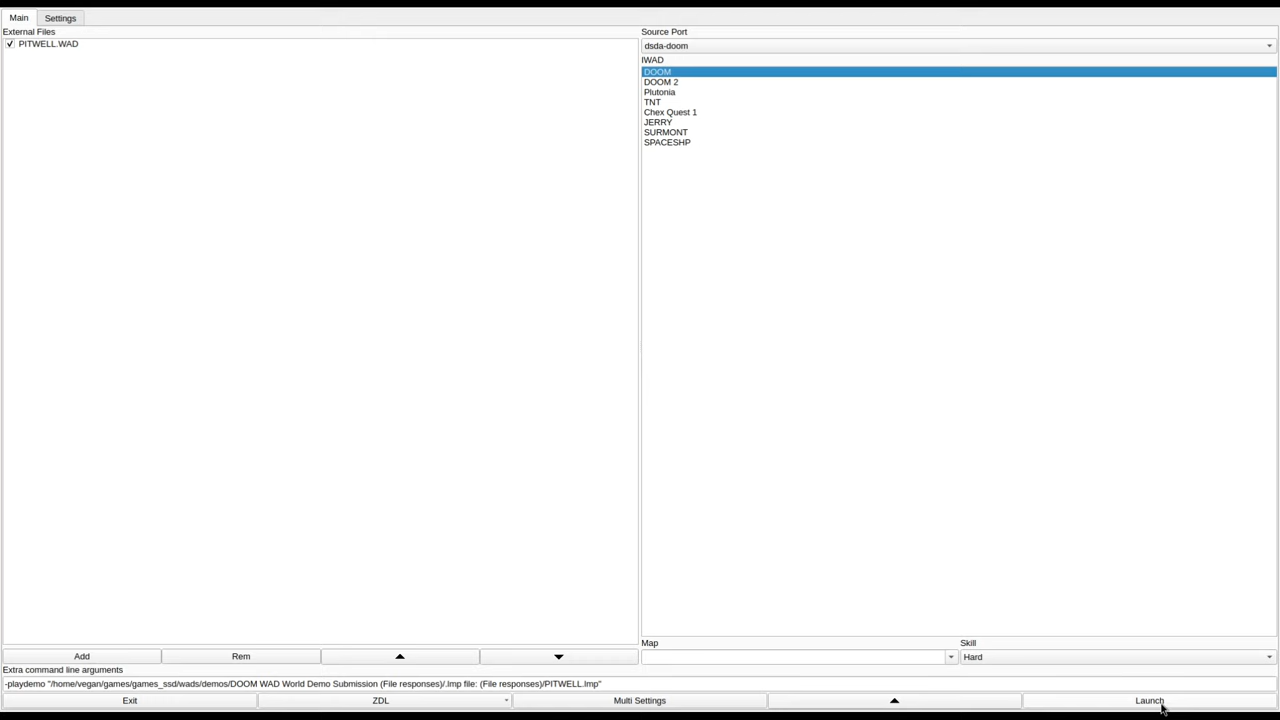 Main
Settings
External Files
PITWELL.WAD
Source Port
dsda-doom
IWAD
DOOM
DOOM 2
Plutonia
TNT
Chex Quest 1
JERRY
SURMONT
SPACESHP
Map
Skill
Hard
Add
Rem
Extra command line arguments
-playdemo "/home/vegan/games/games_ssd/wads/demos/DOOM WAD World Demo Submission (File responses)/.lmp file: (File responses)/PITWELL.lmp"
Exit
ZDL
Multi Settings
Launch